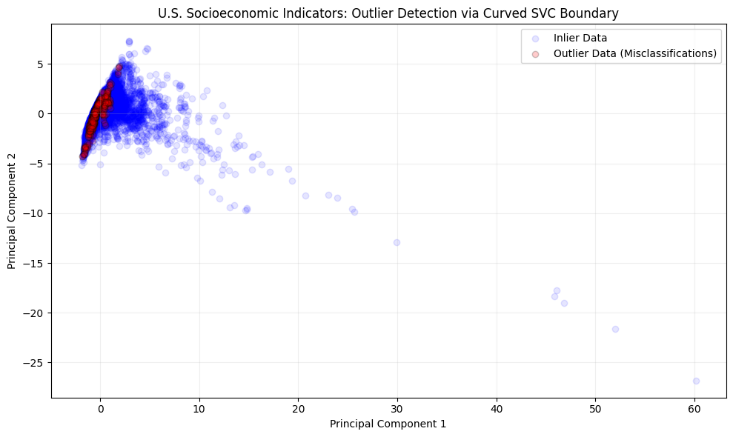 U.S. Socioeconomic Indicators: Outlier Detection via Curved SVC Boundary
Inlier Data
Outlier Data (Misclassifications)
Principal Component 2
5
0
−5
−10
−15
−20
−25
0 10 20 30 40 50 60
Principal Component 1